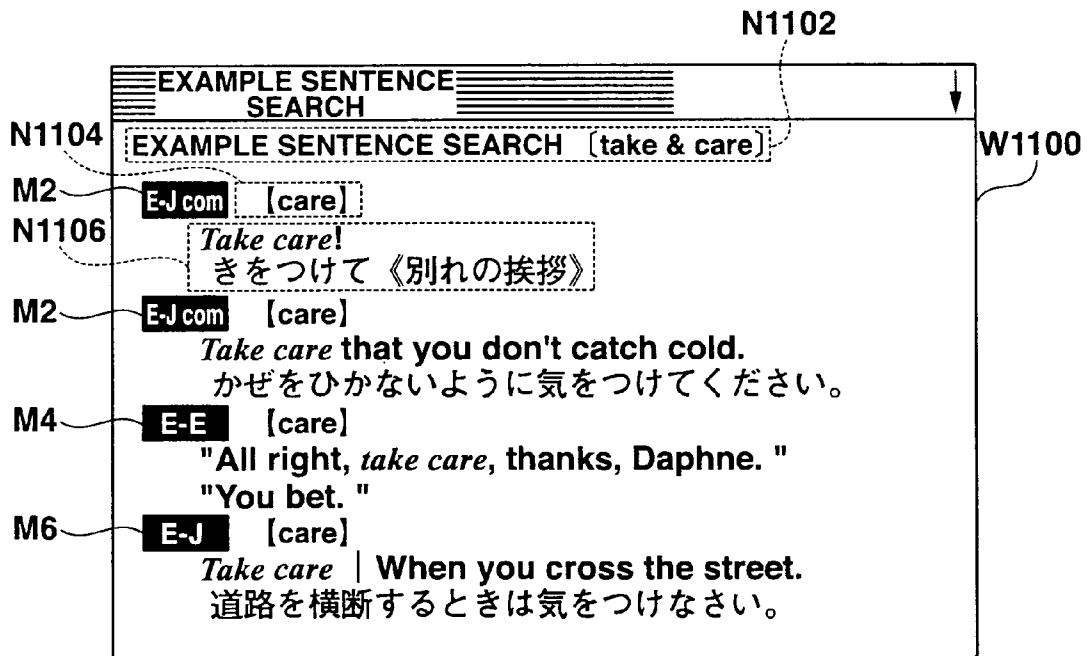 N1102
EXAMPLE SENTENCE
SEARCH
↓
N1104
EXAMPLE SENTENCE SEARCH 〔take & care〕
W1100
M2
E-J com 【care】
N1106
Take care!
きをつけて《別れの挨拶》
M2
E-J com 【care】
Take care that you don't catch cold.
かぜをひかないように気をつけてください。
M4
E-E 【care】
"All right, take care, thanks, Daphne. "
"You bet. "
M6
E-J 【care】
Take care | When you cross the street.
道路を横断するときは気をつけなさい。